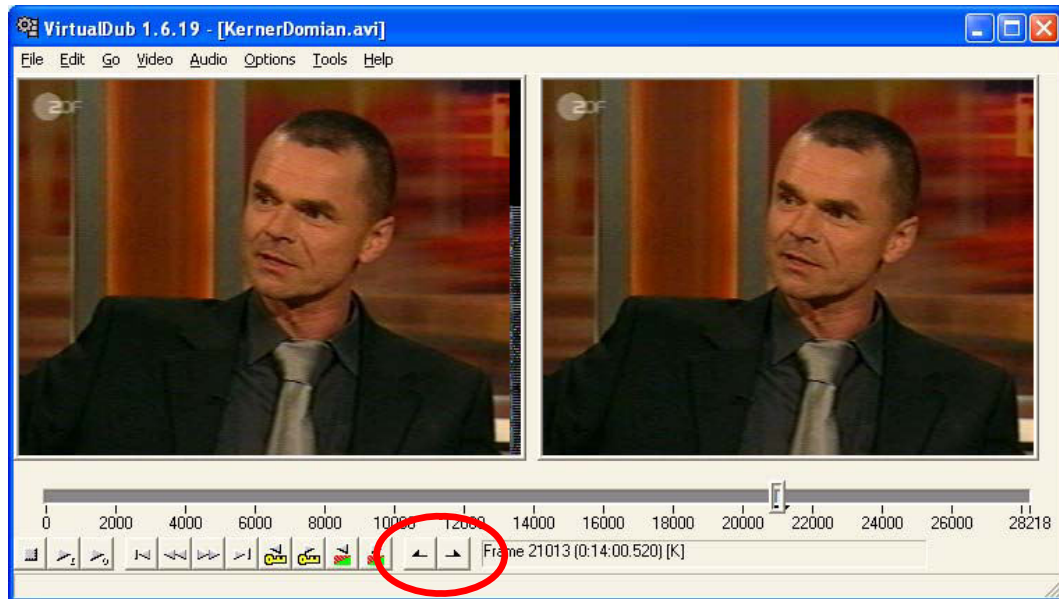 VirtualDub 1.6.19 - [KernerDomian.avi]
File Edit Go Video Audio Options Tools Help
ZDF
ZDF
0 2000 4000 6000 8000 10000 12000 14000 16000 18000 20000 22000 24000 26000 28218
Frame 21013 (0:14:00.520) [K]